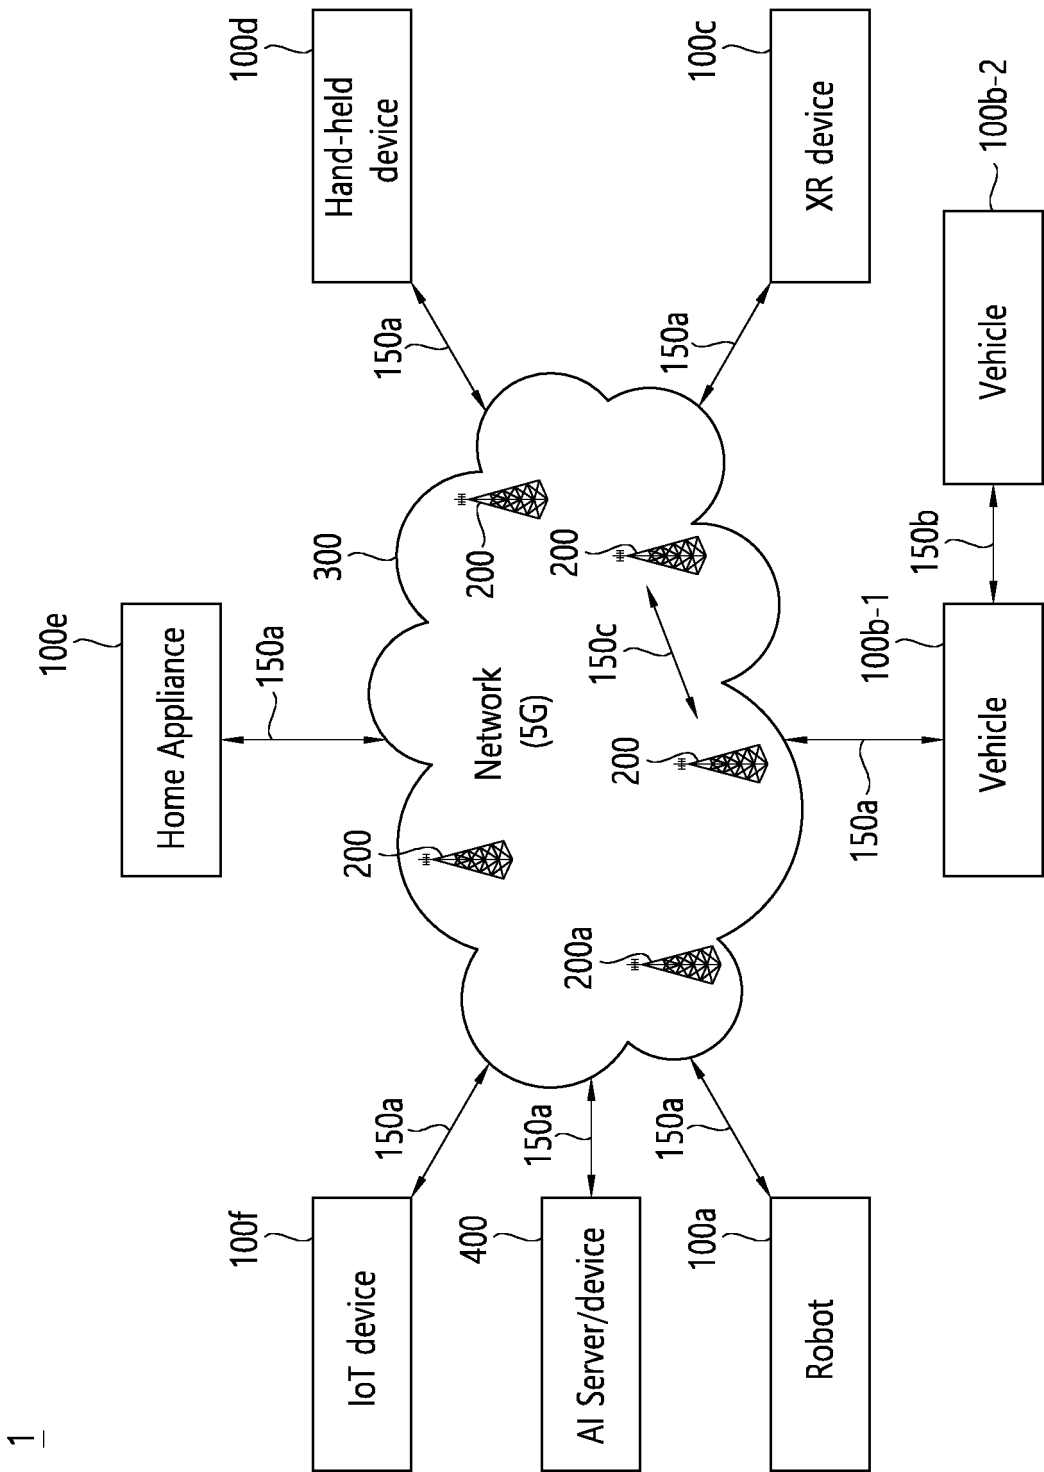 1
100e
Home Appliance
150a
100f
IoT device
150a
300
150a
100d
Hand-held
device
400
AI Server/device
150a
Network
(5G)
200
200
200a
200
150c
200
100a
Robot
150a
150a
100c
XR device
150a
100b-1
Vehicle
150b
100b-2
Vehicle